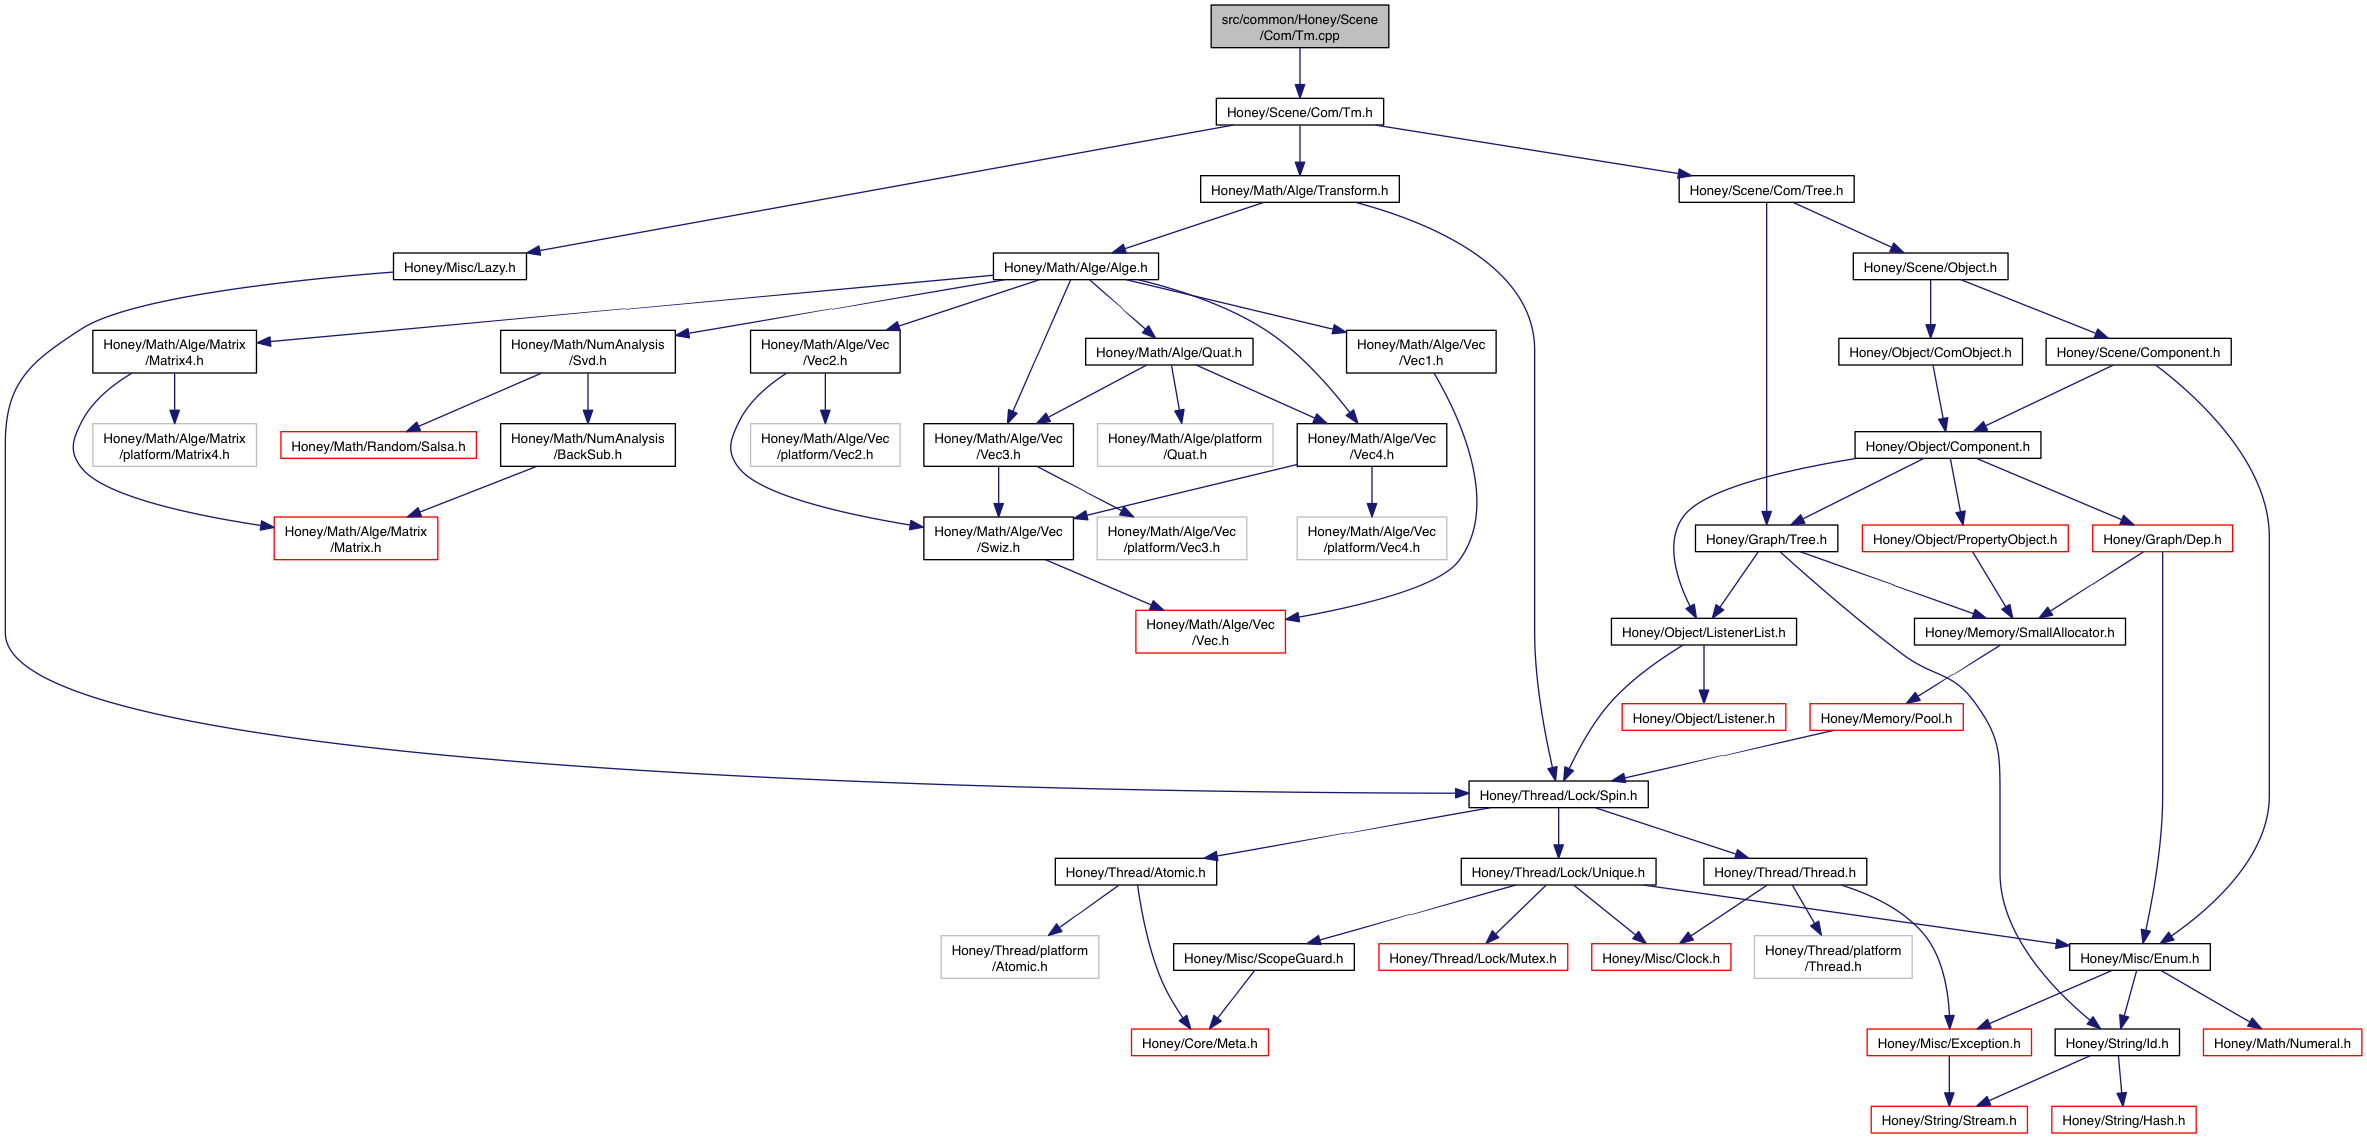 src/common/Honey/Scene
/Com/Tm.cpp
Honey/Scene/Com/Tm.h
Honey/Math/Alge/Transform.h
Honey/Scene/Com/Tree.h
Honey/Misc/Lazy.h
Honey/Math/Alge/Alge.h
Honey/Scene/Object.h
Honey/Math/Alge/Matrix
/Matrix4.h
Honey/Math/NumAnalysis
/Svd.h
Honey/Math/Alge/Vec
/Vec2.h
Honey/Math/Alge/Quat.h
Honey/Math/Alge/Vec
/Vec1.h
Honey/Object/ComObject.h
Honey/Scene/Component.h
Honey/Math/Alge/Matrix
/platform/Matrix4.h
Honey/Math/Random/Salsa.h
Honey/Math/NumAnalysis
/BackSub.h
Honey/Math/Alge/Vec
/platform/Vec2.h
Honey/Math/Alge/Vec
/Vec3.h
Honey/Math/Alge/platform
/Quat.h
Honey/Math/Alge/Vec
/Vec4.h
Honey/Object/Component.h
Honey/Math/Alge/Matrix
/Matrix.h
Honey/Math/Alge/Vec
/Swiz.h
Honey/Math/Alge/Vec
/platform/Vec3.h
Honey/Math/Alge/Vec
/platform/Vec4.h
Honey/Graph/Tree.h
Honey/Object/PropertyObject.h
Honey/Graph/Dep.h
Honey/Math/Alge/Vec
/Vec.h
Honey/Object/ListenerList.h
Honey/Memory/SmallAllocator.h
Honey/Object/Listener.h
Honey/Memory/Pool.h
Honey/Thread/Lock/Spin.h
Honey/Thread/Atomic.h
Honey/Thread/Lock/Unique.h
Honey/Thread/Thread.h
Honey/Thread/platform
/Atomic.h
Honey/Misc/ScopeGuard.h
Honey/Thread/Lock/Mutex.h
Honey/Misc/Clock.h
Honey/Thread/platform
/Thread.h
Honey/Misc/Enum.h
Honey/Core/Meta.h
Honey/Misc/Exception.h
Honey/String/Id.h
Honey/Math/Numeral.h
Honey/String/Stream.h
Honey/String/Hash.h